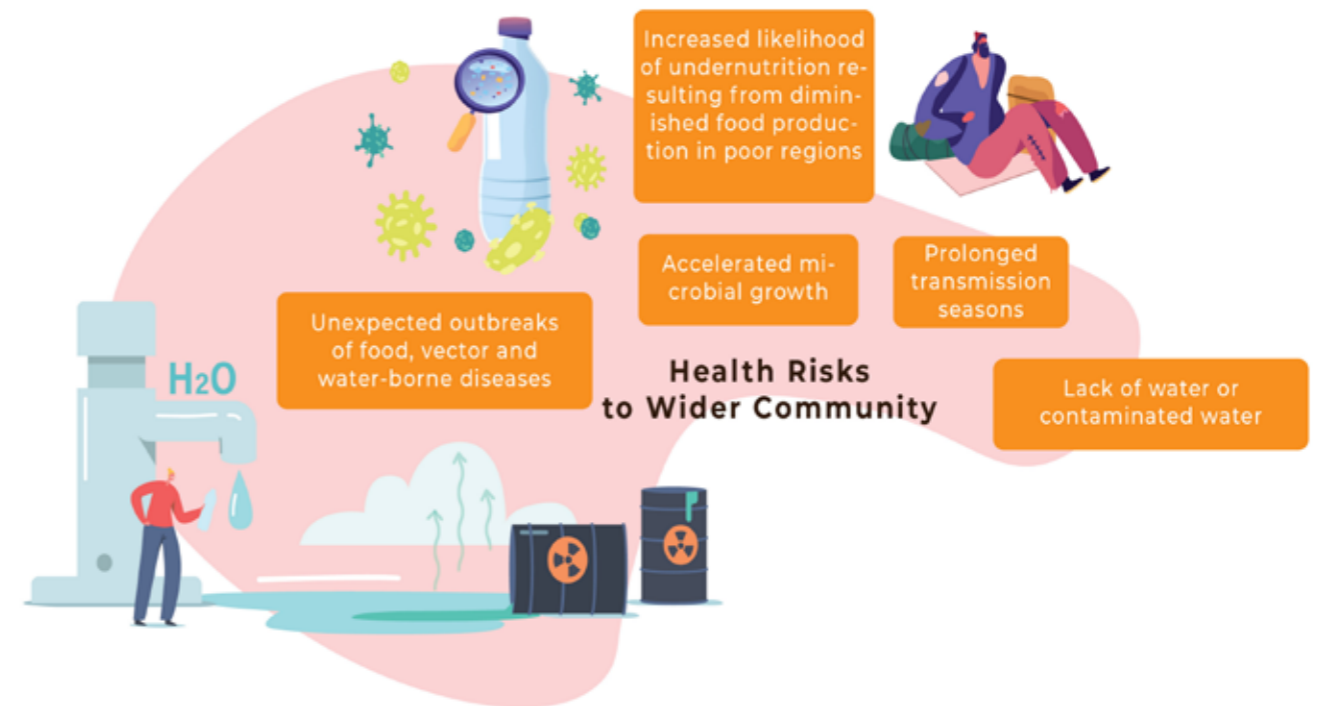 Increased likelihood
of undernutrition re-
sulting from dimin-
ished food produc-
tion in poor regions
Accelerated mi-
crobial growth
Prolonged
transmission
seasons
Unexpected outbreaks
of food, vector and
water-borne diseases
H2O
Health Risks
to Wider Community
Lack of water or
contaminated water